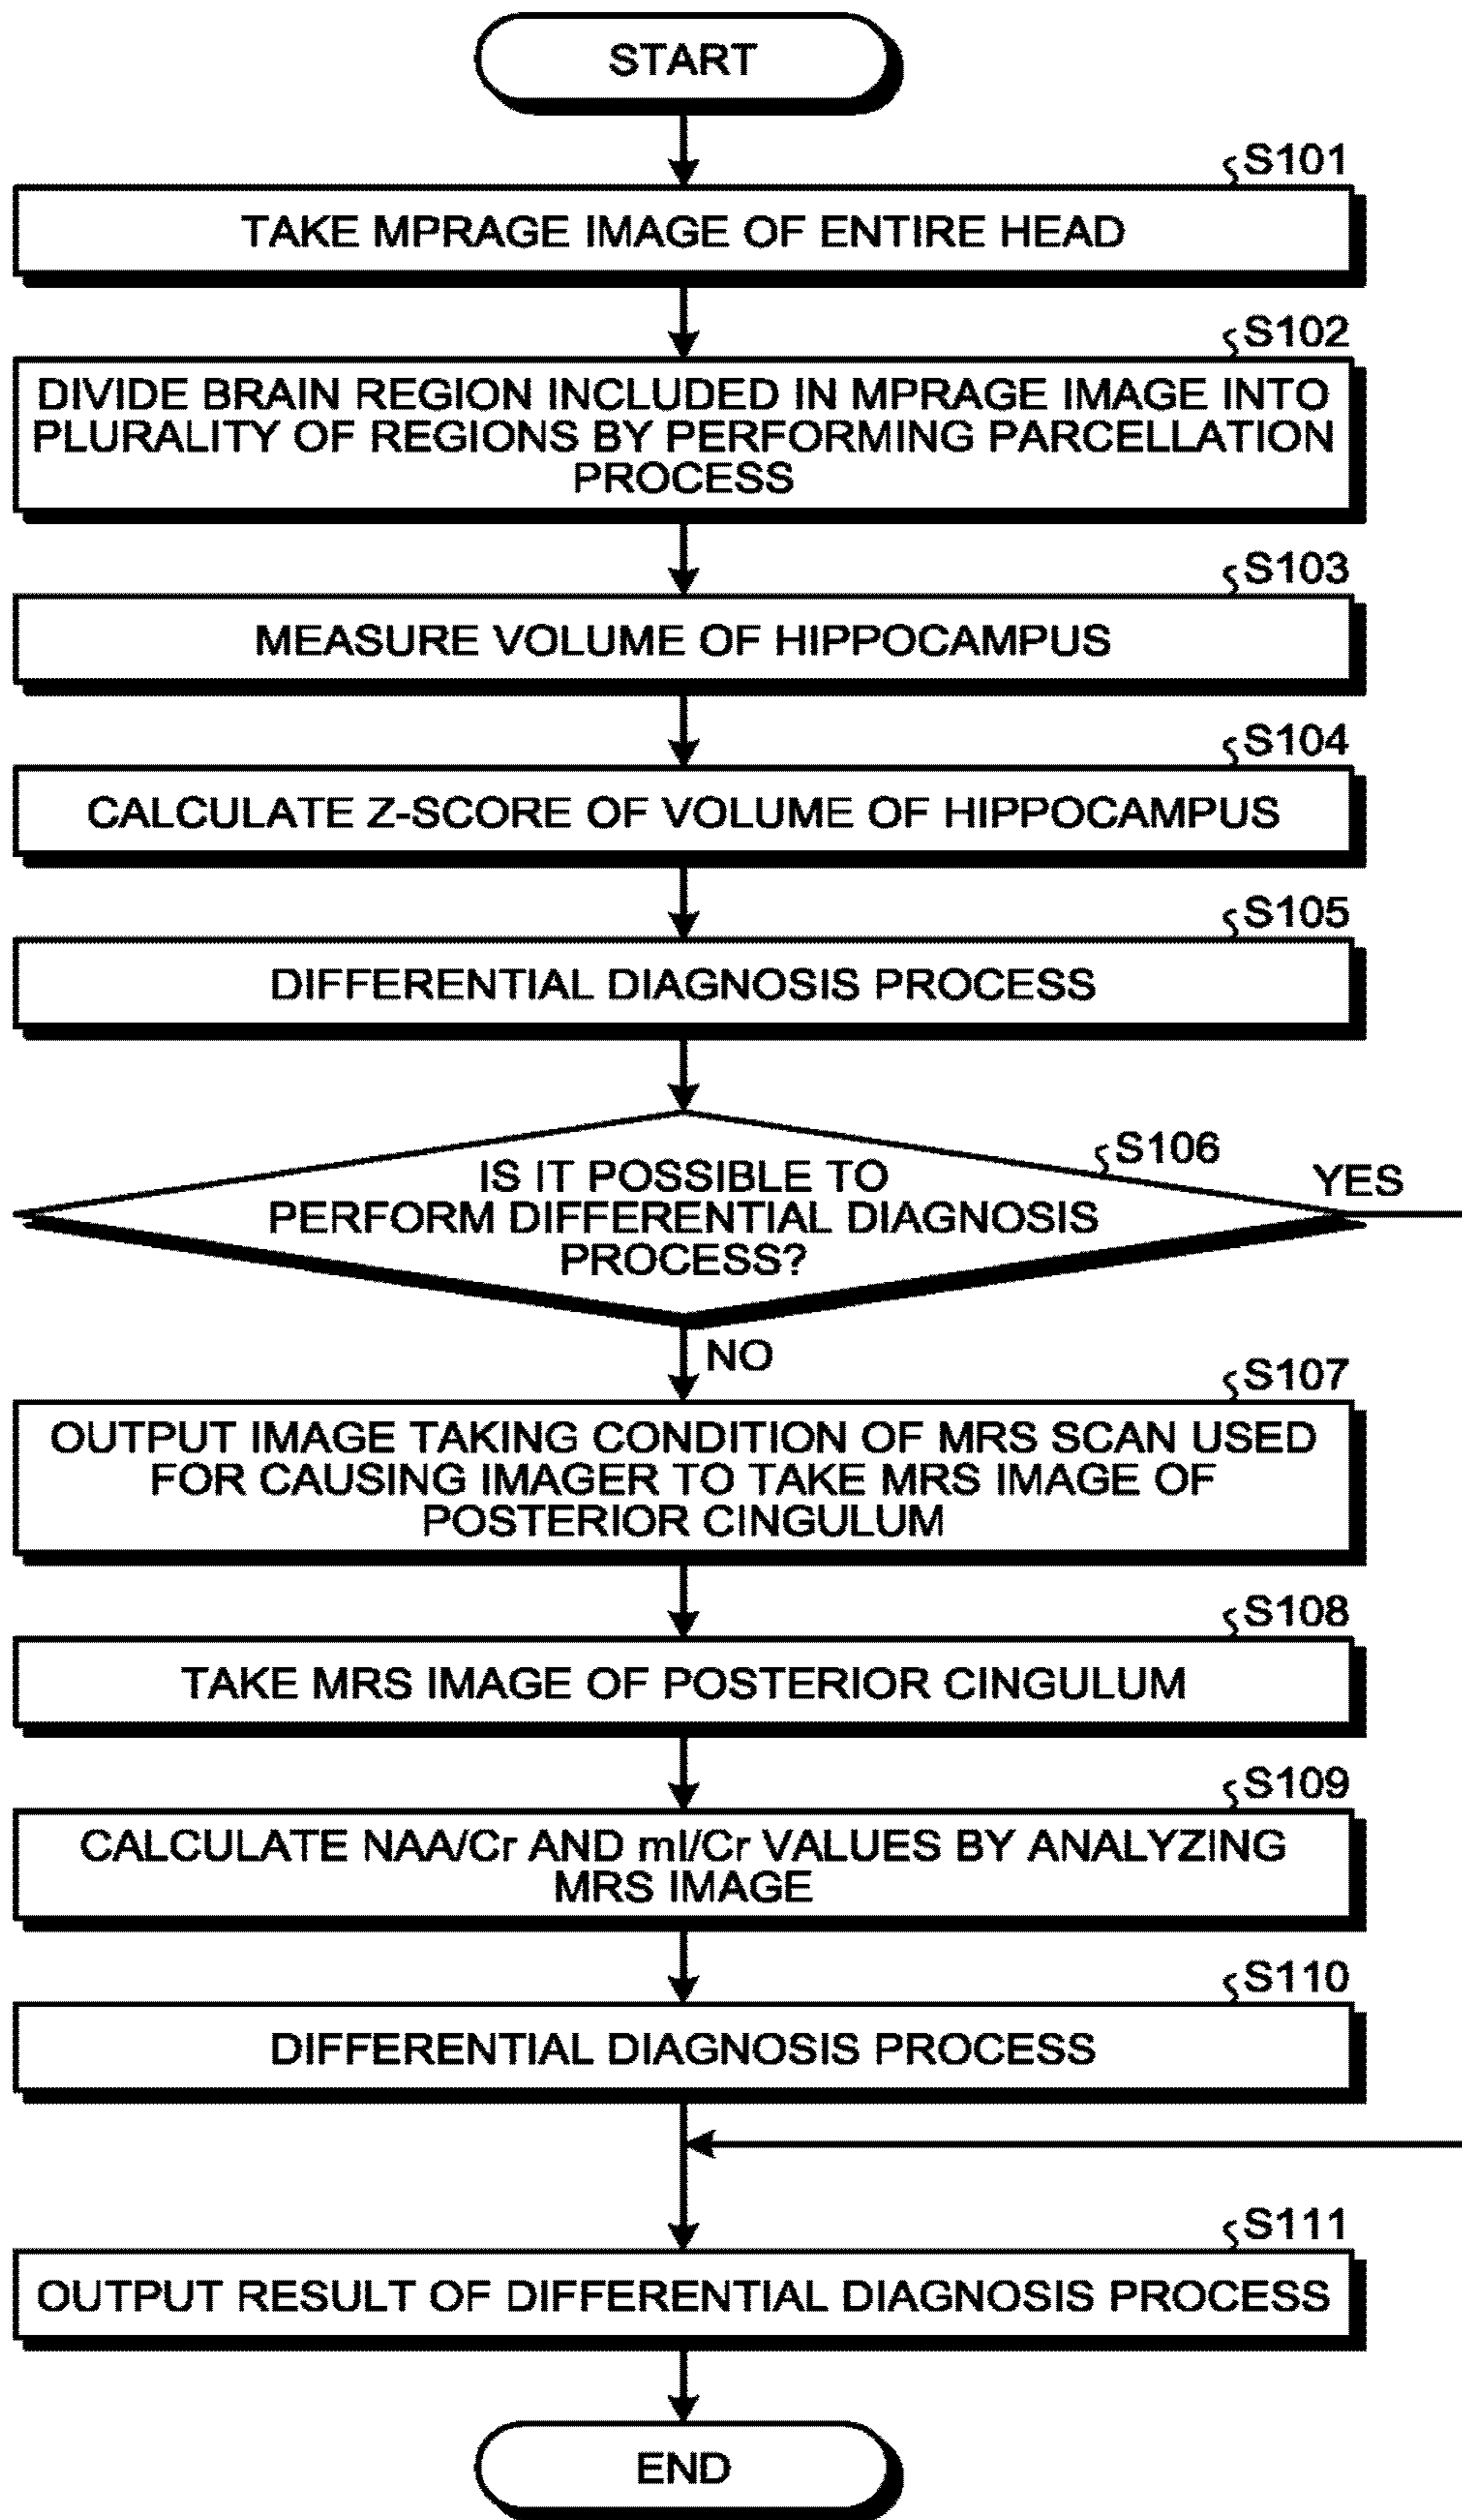 START
S101
TAKE MPRAGE IMAGE OF ENTIRE HEAD
S102
DIVIDE BRAIN REGION INCLUDED IN MPRAGE IMAGE INTO
PLURALITY OF REGIONS BY PERFORMING PARCELLATION
PROCESS
S103
MEASURE VOLUME OF HIPPOCAMPUS
S104
CALCULATE Z-SCORE OF VOLUME OF HIPPOCAMPUS
S105
DIFFERENTIAL DIAGNOSIS PROCESS
S106
IS IT POSSIBLE TO
PERFORM DIFFERENTIAL DIAGNOSIS
PROCESS?
YES
NO
S107
OUTPUT IMAGE TAKING CONDITION OF MRS SCAN USED
FOR CAUSING IMAGER TO TAKE MRS IMAGE OF
POSTERIOR CINGULUM
S108
TAKE MRS IMAGE OF POSTERIOR CINGULUM
S109
CALCULATE NAA/Cr AND mI/Cr VALUES BY ANALYZING
MRS IMAGE
S110
DIFFERENTIAL DIAGNOSIS PROCESS
S111
OUTPUT RESULT OF DIFFERENTIAL DIAGNOSIS PROCESS
END